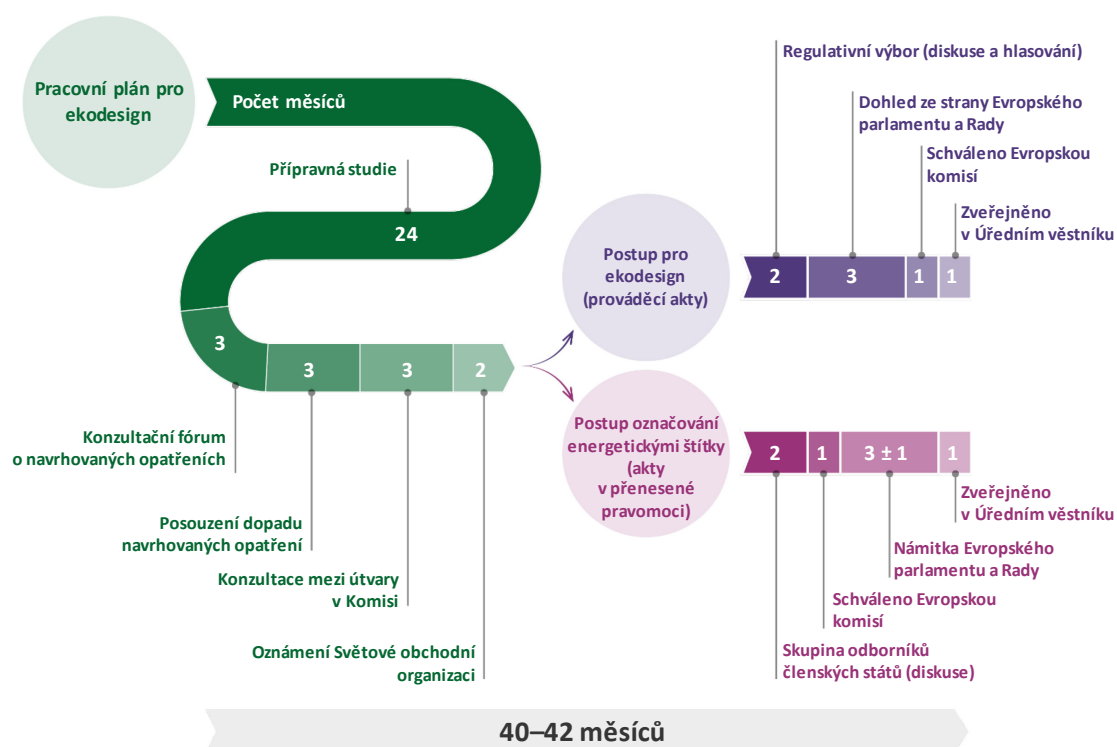 Pracovní plán pro
ekodesign
Počet měsíců
Přípravná studie
24
3
3
3
2
Konzultační fórum
o navrhovaných opatřeních
Posouzení dopadu
navrhovaných opatření
Konzultace mezi útvary
v Komisi
Oznámení Světové obchodní
organizaci
Postup pro
ekodesign
(prováděcí akty)
Regulativní výbor (diskuse a hlasování)
Dohled ze strany Evropského
parlamentu a Rady
Schváleno Evropskou
komisí
Zveřejněno
v Úředním věstníku
2
3
1
1
Postup označování
energetickými štítky
(akty
v přenesené
pravomoci)
2
1
3 ± 1
1
Zveřejněno
v Úředním věstníku
Námitka Evropského
parlamentu a Rady
Schváleno Evropskou
komisí
Skupina odborníků
členských států (diskuse)
40–42 měsíců